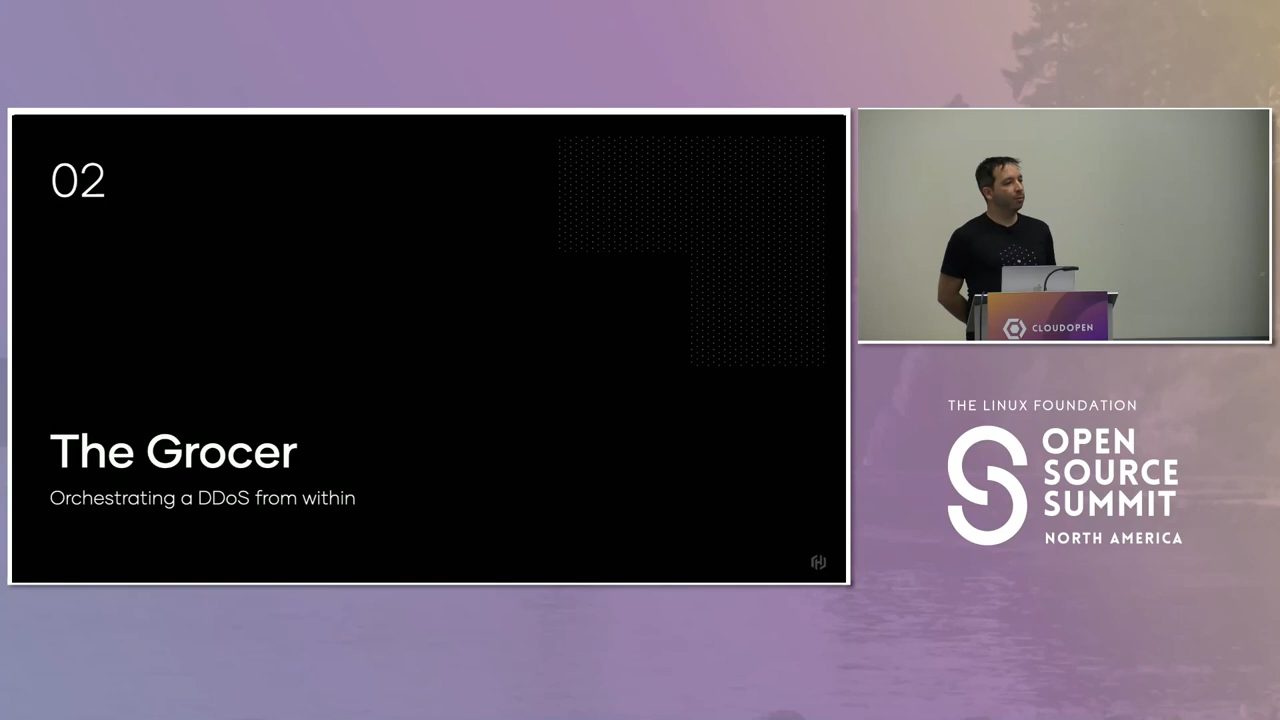 02
The Grocer
Orchestrating a DDoS from within
CLOUDOPEN
THE LINUX FOUNDATION
OPEN
SOURCE
SUMMIT
NORTH AMERICA